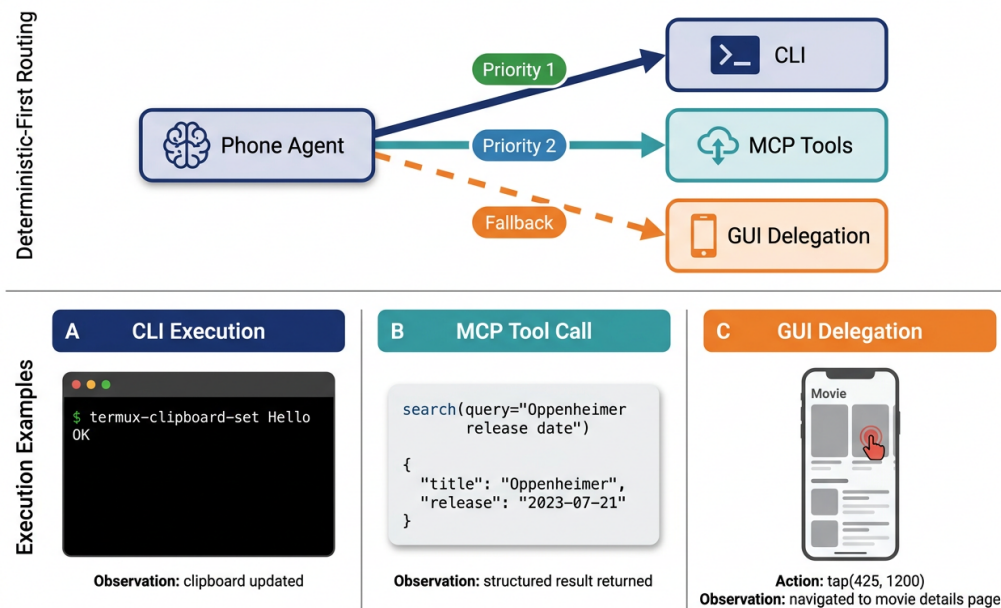 Deterministic-First Routing
Phone Agent
Priority 1
Priority 2
Fallback
>_ CLI
MCP Tools
GUI Delegation
Execution Examples
A CLI Execution
$ termux-clipboard-set Hello
OK
Observation: clipboard updated
B MCP Tool Call
search(query="Oppenheimer
release date")
{
"title": "Oppenheimer",
"release": "2023-07-21"
}
Observation: structured result returned
C GUI Delegation
Movie
Action: tap(425, 1200)
Observation: navigated to movie details page